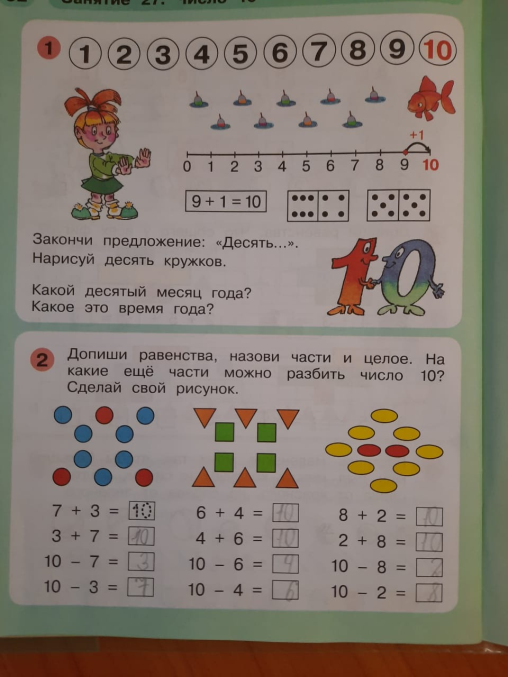 Занятие 27. Число 10
1 1 2 3 4 5 6 7 8 9 10
+1
0 1 2 3 4 5 6 7 8 9 10
9 + 1 = 10
Закончи предложение: «Десять...».
Нарисуй десять кружков.
10
Какой десятый месяц года?
Какое это время года?
2 Допиши равенства, назови части и целое. На
какие ещё части можно разбить число 10?
Сделай свой рисунок.
7 + 3 = 10 6 + 4 = 10 8 + 2 = 10
3 + 7 = 10 4 + 6 = 10 2 + 8 = 10
10 - 7 = 3 10 - 6 = 4 10 - 8 = 2
10 - 3 = 7 10 - 4 = 6 10 - 2 = 8